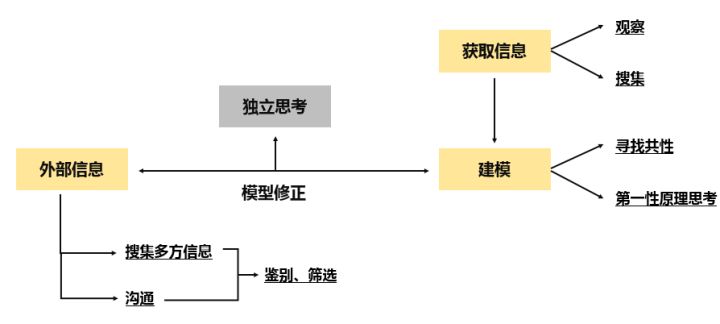 获取信息
观察
搜集
独立思考
外部信息
模型修正
建模
寻找共性
第一性原理思考
搜集多方信息
沟通
鉴别、筛选